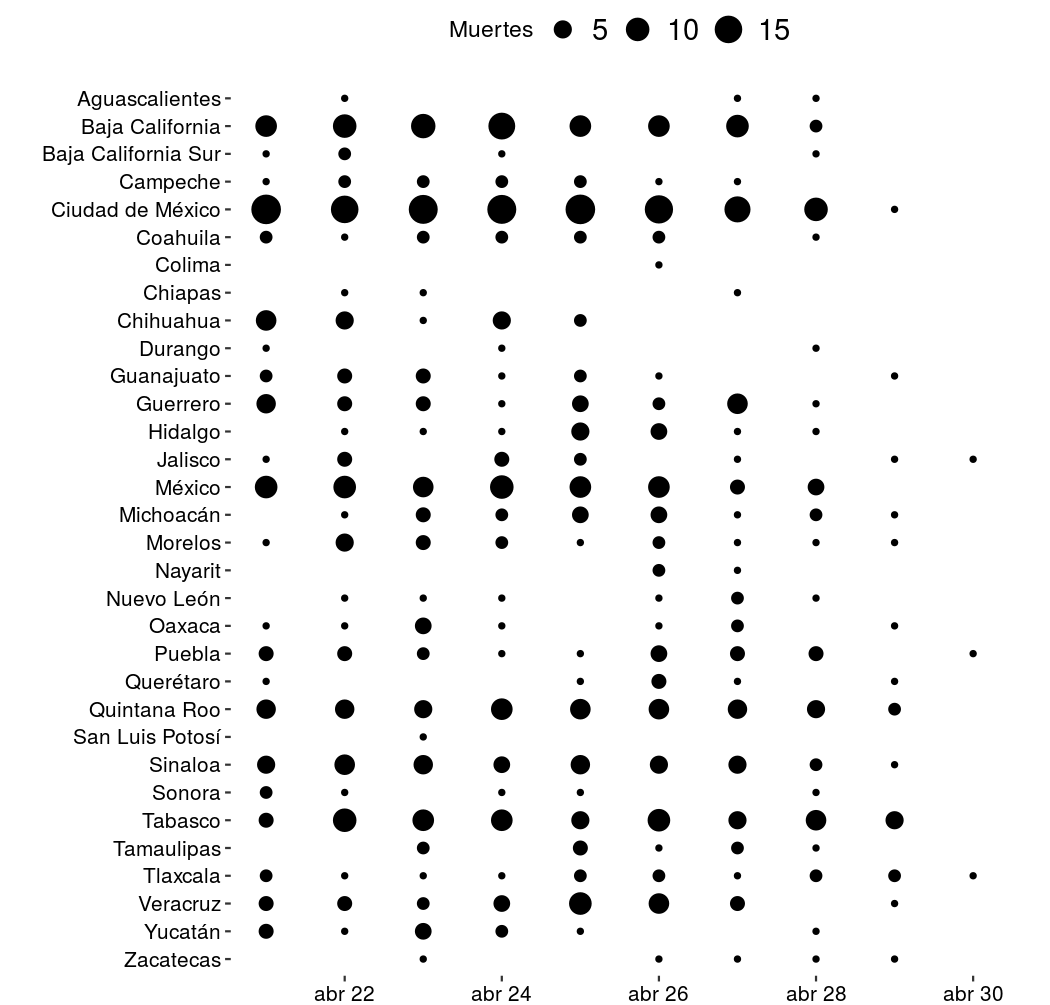 Muertes 5 10 15
Aguascalientes
Baja California
Baja California Sur
Campeche
Ciudad de México
Coahuila
Colima
Chiapas
Chihuahua
Durango
Guanajuato
Guerrero
Hidalgo
Jalisco
México
Michoacán
Morelos
Nayarit
Nuevo León
Oaxaca
Puebla
Querétaro
Quintana Roo
San Luis Potosí
Sinaloa
Sonora
Tabasco
Tamaulipas
Tlaxcala
Veracruz
Yucatán
Zacatecas
abr 22 abr 24 abr 26 abr 28 abr 30